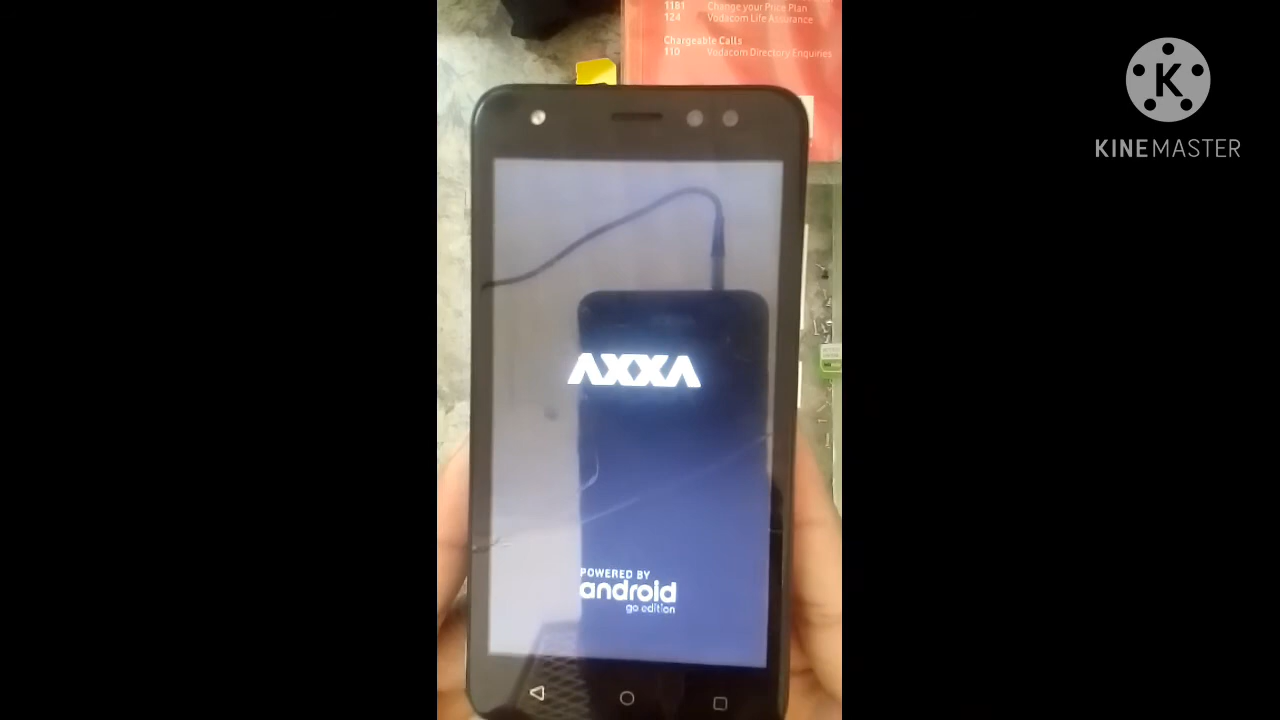 1181 Change your Price Plan
124 Vodacom Life Assurance
Chargeable Calls
110 Vodacom Directory Enquiries
K
KINEMASTER
AXXA
POWERED BY
android
go edition